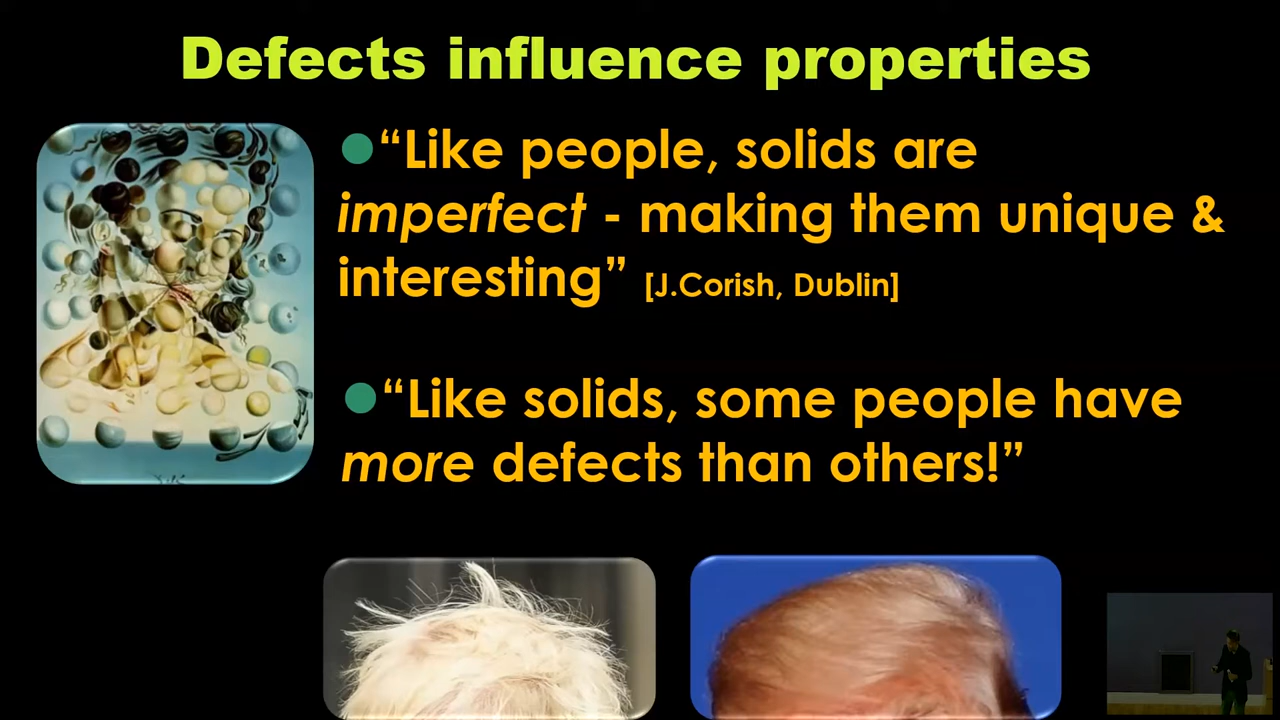 Defects influence properties
“Like people, solids are
imperfect - making them unique &
interesting” [J.Corish, Dublin]
“Like solids, some people have
more defects than others!”